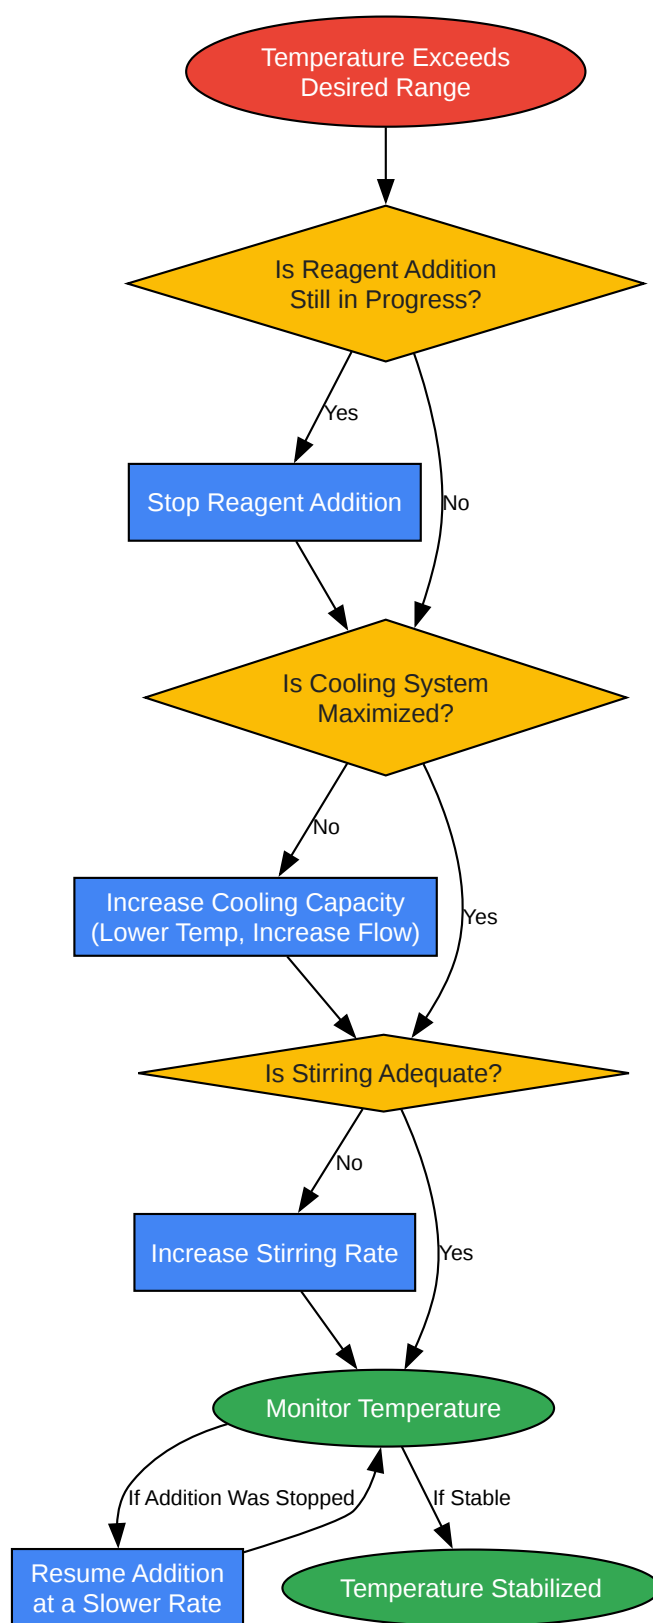 Temperature Exceeds
Desired Range
Is Reagent Addition
Still in Progress?
Yes
Stop Reagent Addition
No
Is Cooling System
Maximized?
No
Increase Cooling Capacity
(Lower Temp, Increase Flow)
Yes
Is Stirring Adequate?
No
Increase Stirring Rate
Yes
Monitor Temperature
If Addition Was Stopped
If Stable
Resume Addition
at a Slower Rate
Temperature Stabilized